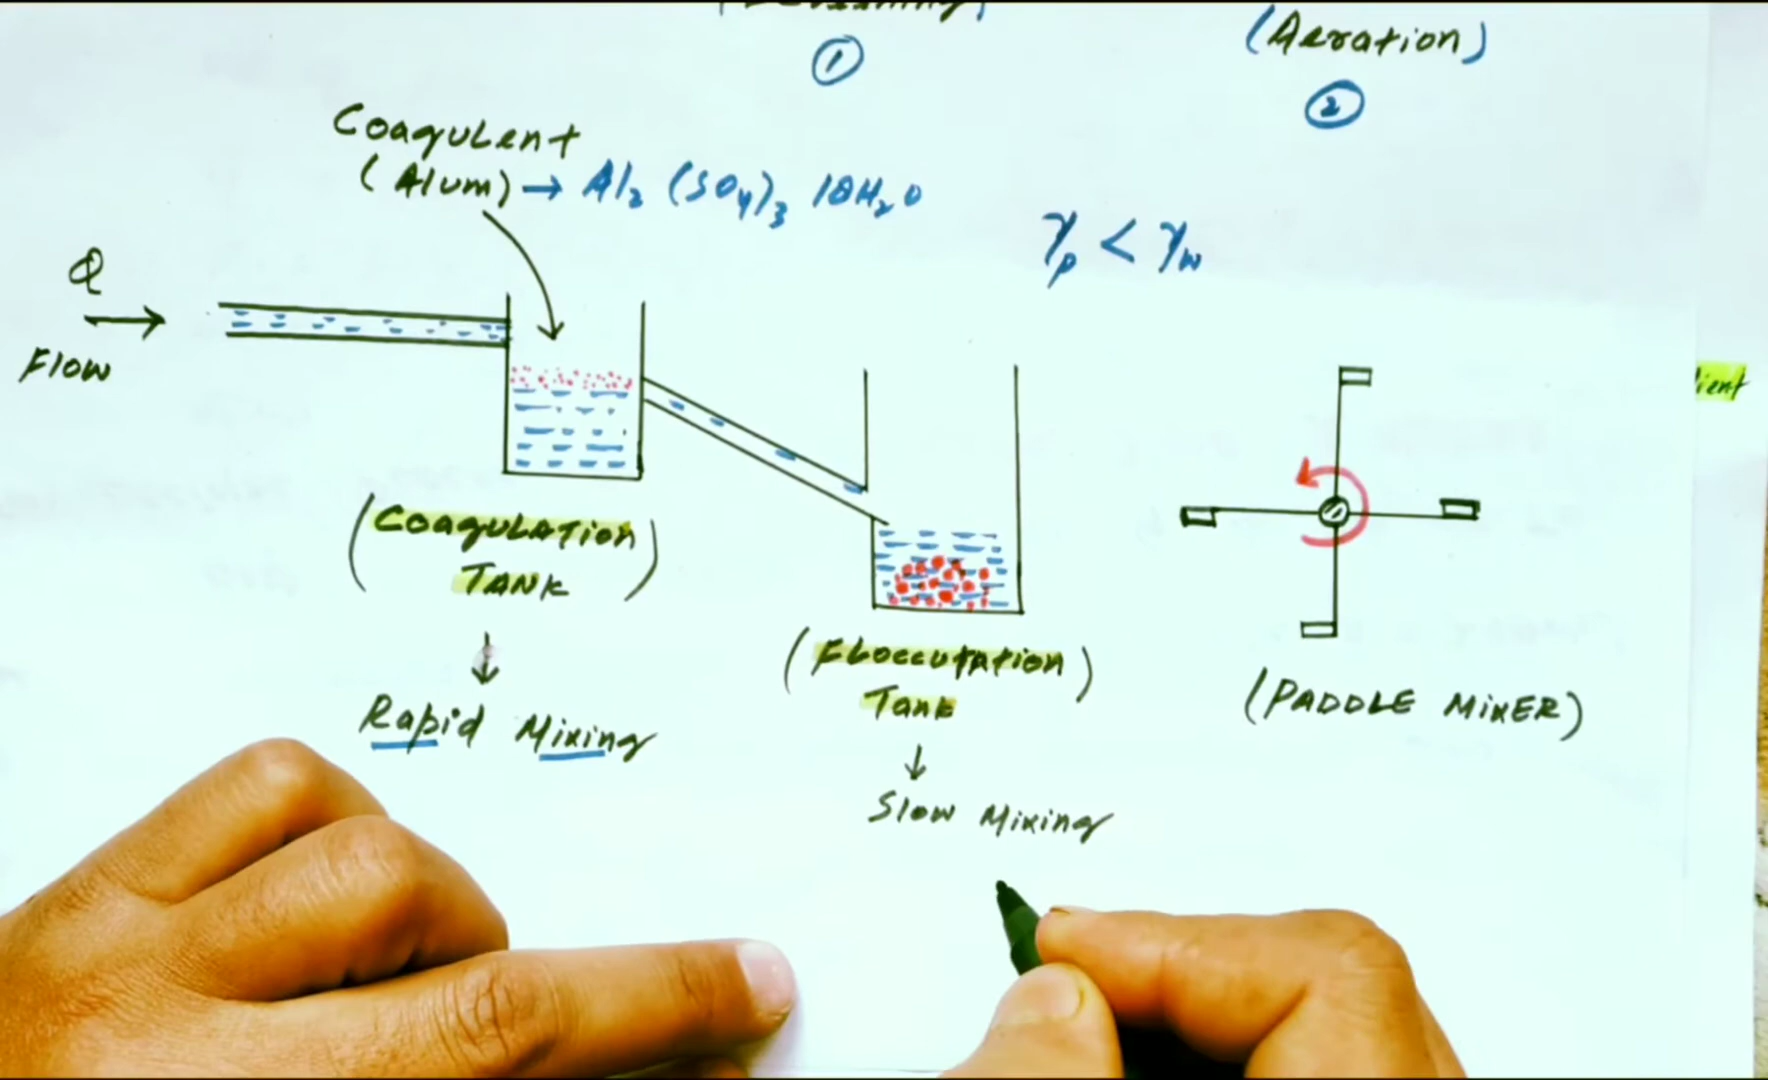 (Aeration)
①
②
Coagulent
(Alum) → Al₂ (SO₄)₃ 18H₂O
γp < γw
Q
Flow
(Coagulation
Tank)
Rapid Mixing
(Floccutation)
Tank
Slow Mixing
(PADDLE MIXER)